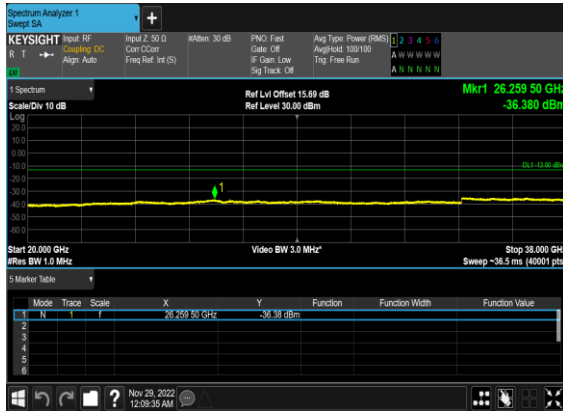 Spectrum Analyzer 1
Swept SA
+
KEYSIGHT Input: RF Input Z: 50 Ω #Atten: 30 dB PNO: Fast Avg Type: Power (RMS) 1 2 3 4 5 6
R T Coupling: DC Corr CCorr Gate: Off Avg|Hold: 100/100 A W W W W W
Align: Auto Freq Ref: Int (S) IF Gain: Low Trig: Free Run
Sig Track: Off A N N N N N
1 Spectrum
Ref Lvl Offset 15.69 dB Mkr1 26.259 50 GHz
Scale/Div 10 dB Ref Level 30.00 dBm -36.380 dBm
Log
20.0
10.0
0.00
-10.0 DL1 -13.00 dBm
-20.0
-30.0 1
-40.0
-50.0
-60.0
Start 20.000 GHz Video BW 3.0 MHz* Stop 38.000 GHz
#Res BW 1.0 MHz Sweep ~36.5 ms (40001 pts)
5 Marker Table
Mode Trace Scale X Y Function Function Width Function Value
1 N 1 f 26.259 50 GHz -36.38 dBm
2
3
4
5
6
? Nov 29, 2022
12:09:35 AM